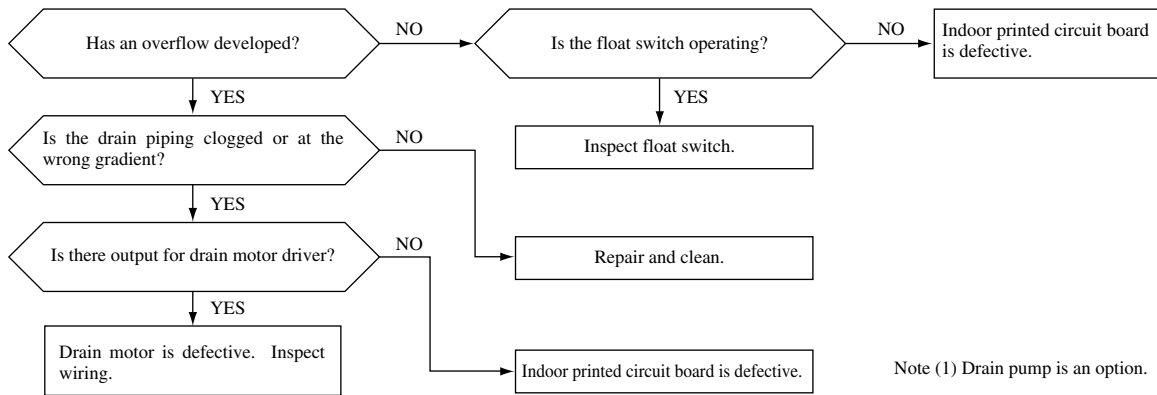 Has an overflow developed?
NO
Is the float switch operating?
NO
Indoor printed circuit board
is defective.
YES
YES
Is the drain piping clogged or at the
wrong gradient?
NO
Inspect float switch.
YES
Is there output for drain motor driver?
NO
Repair and clean.
YES
Drain motor is defective. Inspect
wiring.
Indoor printed circuit board is defective.
Note (1) Drain pump is an option.